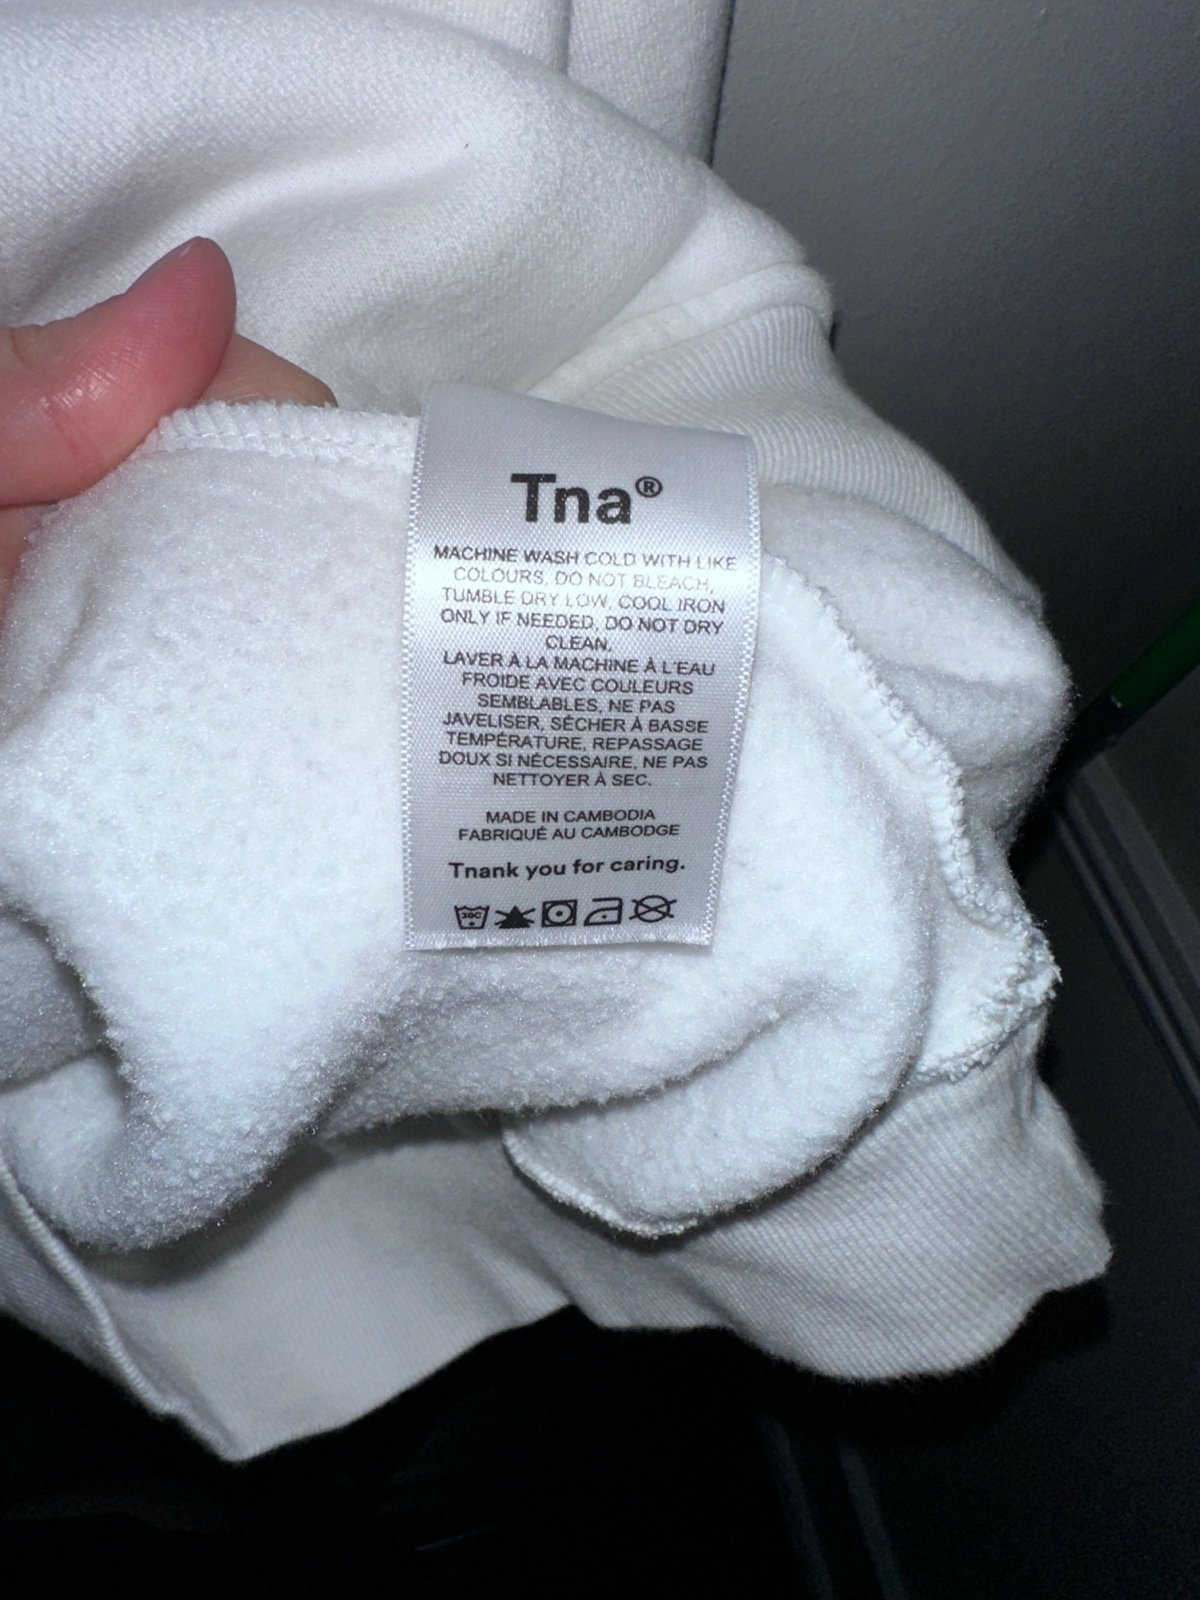 Tna®
MACHINE WASH COLD WITH LIKE
COLOURS, DO NOT BLEACH,
TUMBLE DRY LOW, COOL IRON
ONLY IF NEEDED, DO NOT DRY
CLEAN.
LAVER À LA MACHINE À L'EAU
FROIDE AVEC COULEURS
SEMBLABLES, NE PAS
JAVELISER, SÉCHER À BASSE
TEMPÉRATURE, REPASSAGE
DOUX SI NÉCESSAIRE, NE PAS
NETTOYER À SEC.
MADE IN CAMBODIA
FABRIQUÉ AU CAMBODGE
Tnank you for caring.
30C